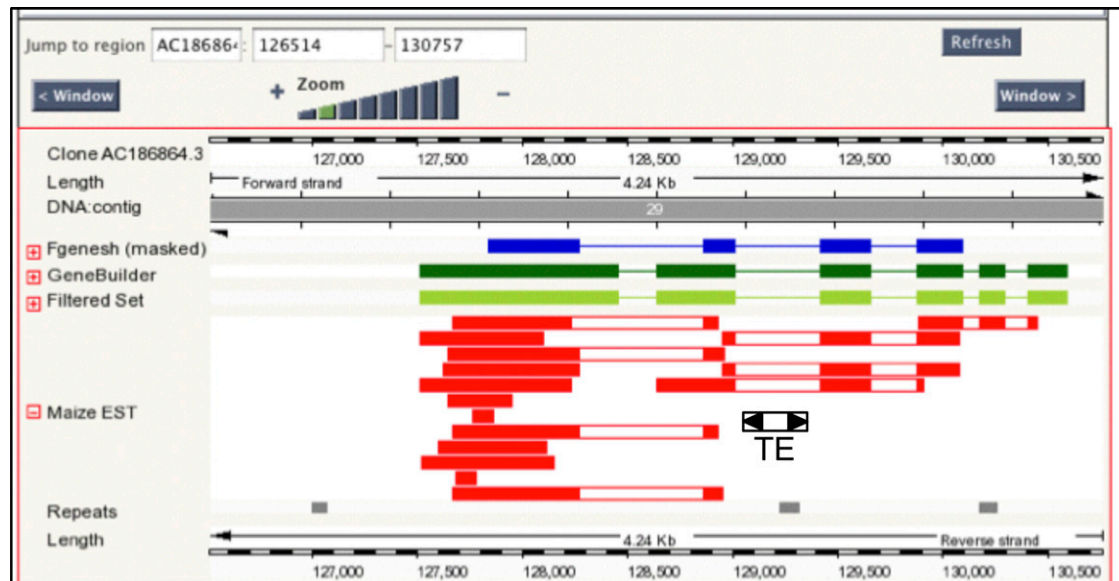 Jump to region AC18686 : 126514 - 130757 Refresh
< Window + Zoom - Window >
Clone AC186864.3 127,000 127,500 128,000 128,500 129,000 129,500 130,000 130,500
Length Forward strand 4.24 Kb
DNA:contig 29
+ Fgenesh (masked)
+ GeneBuilder
+ Filtered Set
- Maize EST
TE
Repeats
Length 4.24 Kb Reverse strand
127,000 127,500 128,000 128,500 129,000 129,500 130,000 130,500